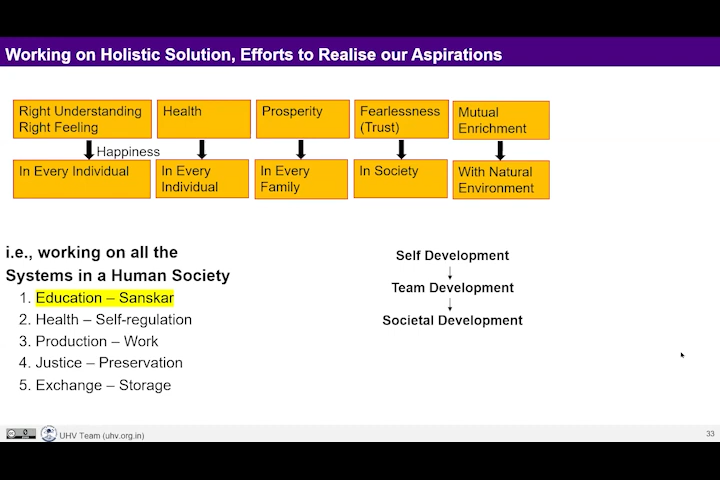 Working on Holistic Solution, Efforts to Realise our Aspirations
Right Understanding
Right Feeling
Health
Prosperity
Fearlessness
(Trust)
Mutual
Enrichment
Happiness
In Every Individual
In Every
Individual
In Every
Family
In Society
With Natural
Environment
i.e., working on all the
Systems in a Human Society
1. Education – Sanskar
2. Health – Self-regulation
3. Production – Work
4. Justice – Preservation
5. Exchange – Storage
Self Development
Team Development
Societal Development
UHV Team (uhv.org.in)
33